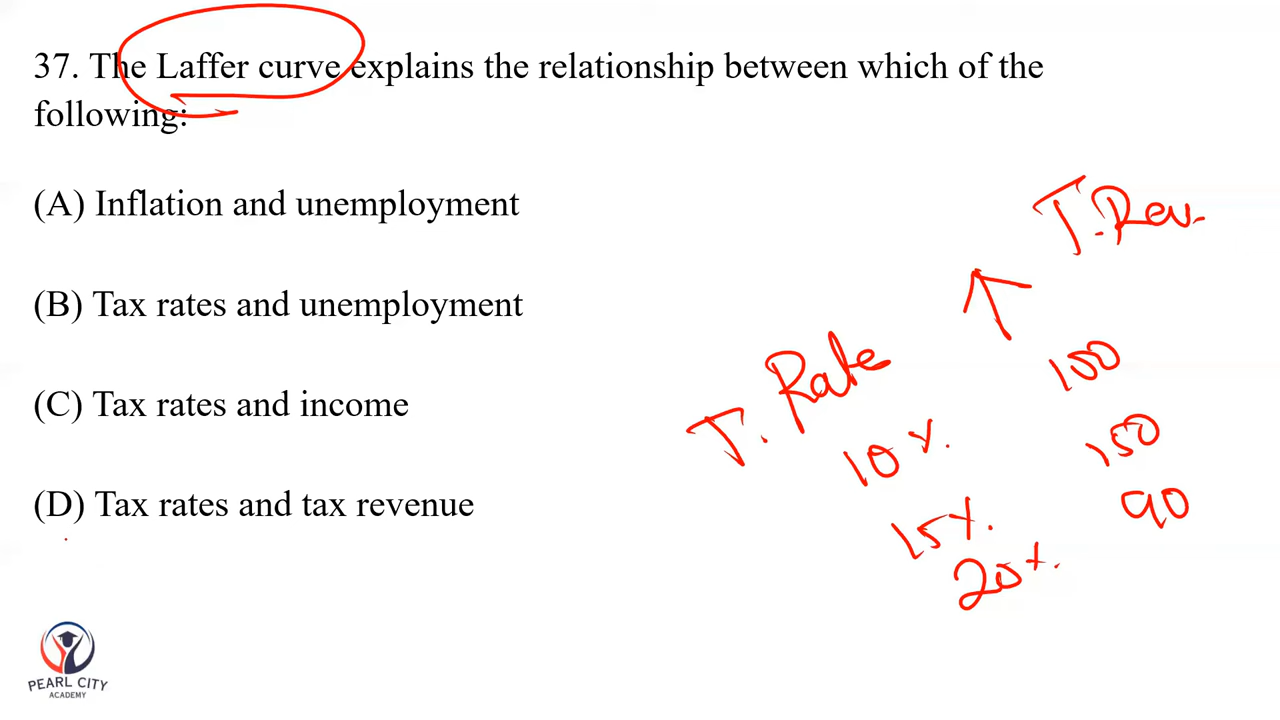 37. The Laffer curve explains the relationship between which of the
following:
(A) Inflation and unemployment
(B) Tax rates and unemployment
(C) Tax rates and income
(D) Tax rates and tax revenue
T. Rate
T. Rev.
10%.
100
15%.
150
20%.
90
PEARL CITY
ACADEMY